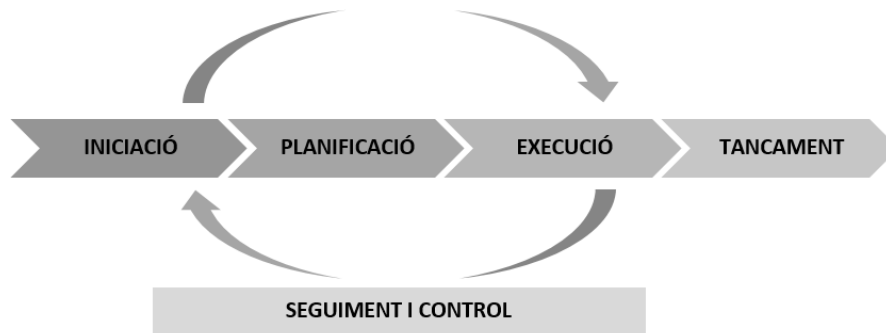 INICIACIÓ
PLANIFICACIÓ
EXECUCIÓ
TANCAMENT
SEGUIMENT I CONTROL